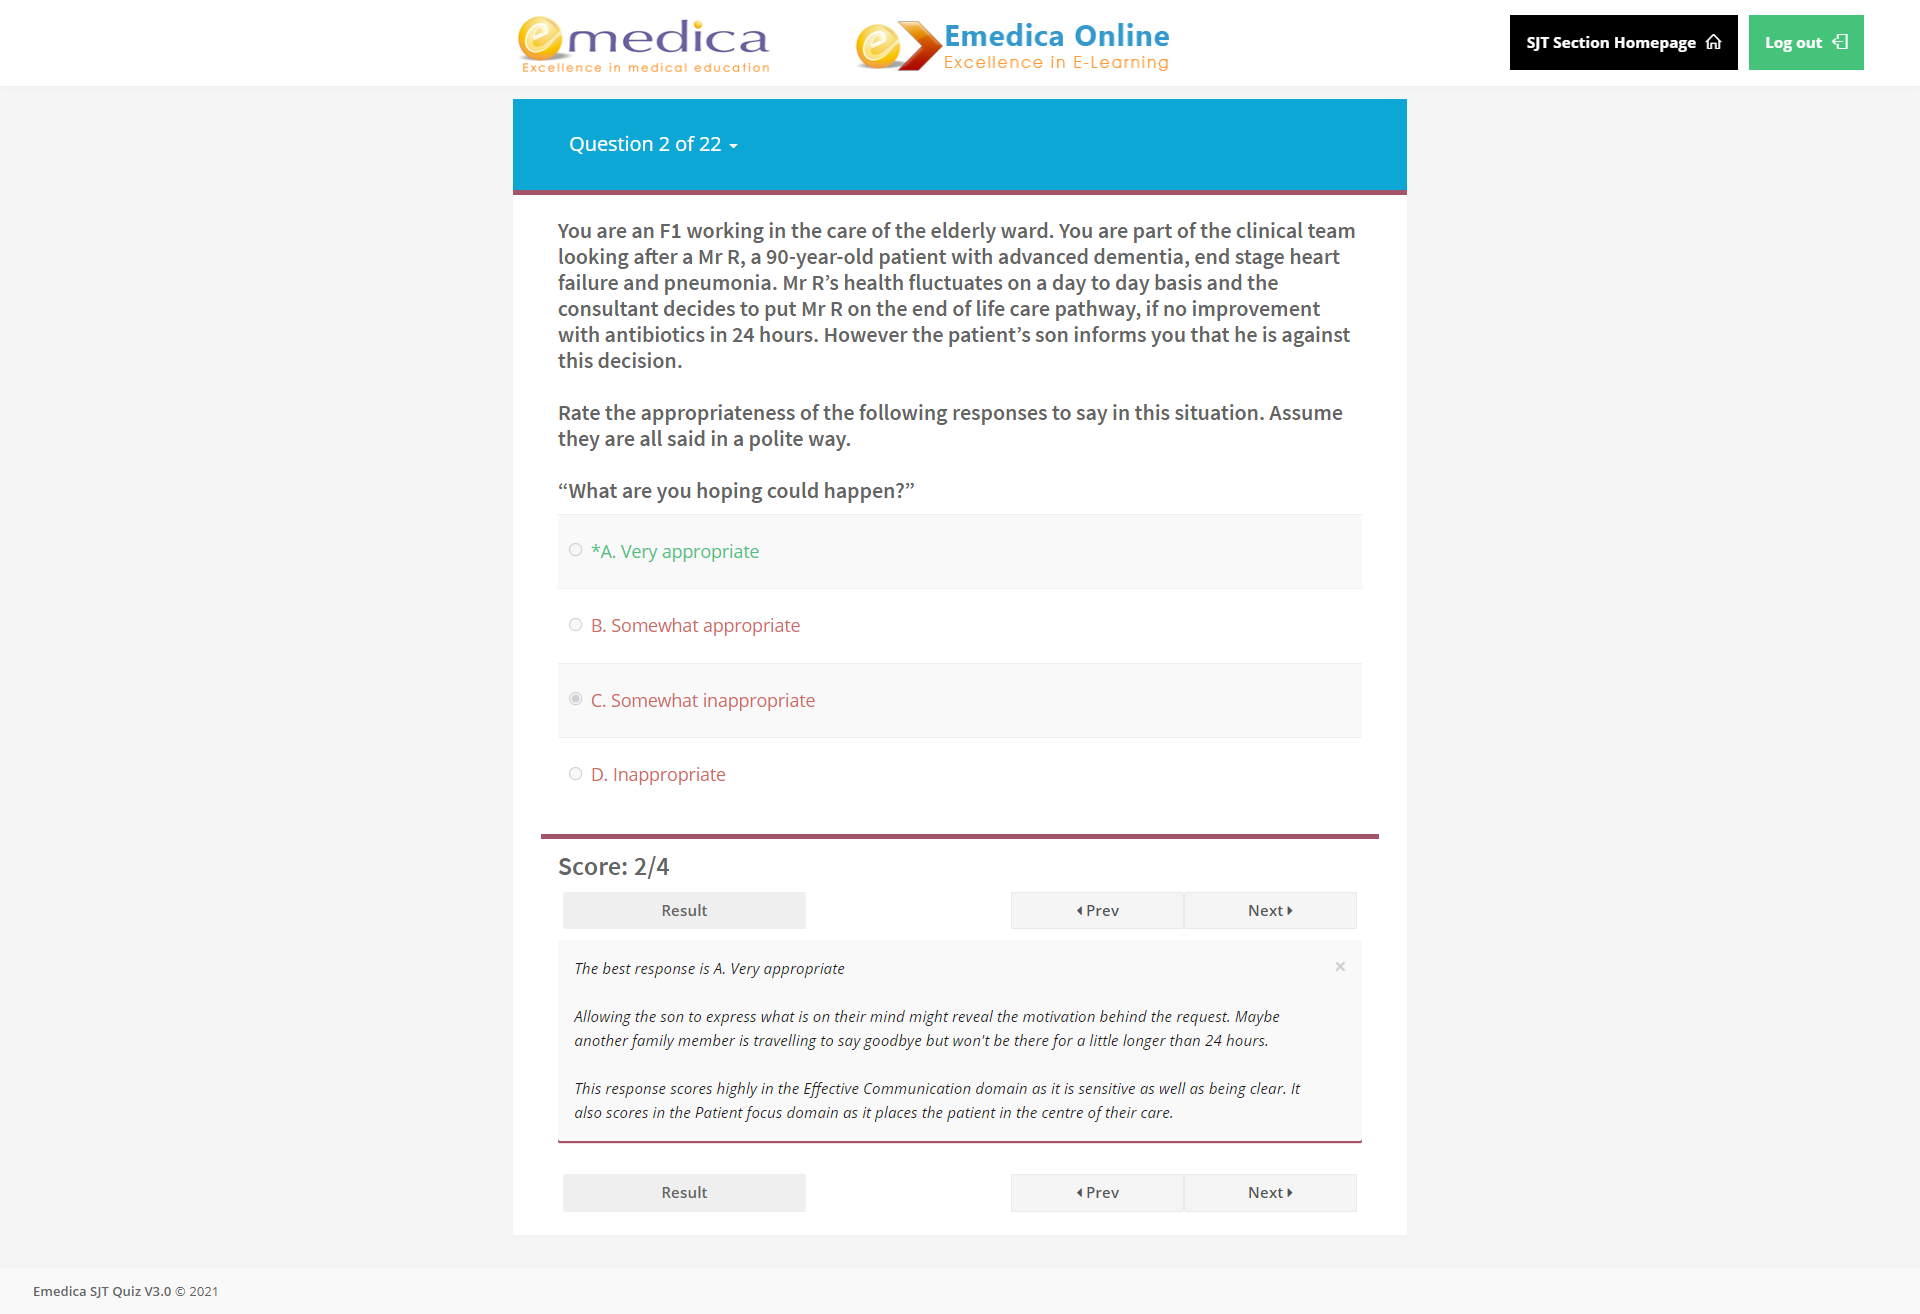 emedica
Excellence in medical education
Emedica Online
Excellence in E-Learning
SJT Section Homepage
Log out
Question 2 of 22
You are an F1 working in the care of the elderly ward. You are part of the clinical team
looking after a Mr R, a 90-year-old patient with advanced dementia, end stage heart
failure and pneumonia. Mr R’s health fluctuates on a day to day basis and the
consultant decides to put Mr R on the end of life care pathway, if no improvement
with antibiotics in 24 hours. However the patient’s son informs you that he is against
this decision.
Rate the appropriateness of the following responses to say in this situation. Assume
they are all said in a polite way.
“What are you hoping could happen?”
*A. Very appropriate
B. Somewhat appropriate
C. Somewhat inappropriate
D. Inappropriate
Score: 2/4
Result
Prev
Next
The best response is A. Very appropriate
×
Allowing the son to express what is on their mind might reveal the motivation behind the request. Maybe
another family member is travelling to say goodbye but won't be there for a little longer than 24 hours.
This response scores highly in the Effective Communication domain as it is sensitive as well as being clear. It
also scores in the Patient focus domain as it places the patient in the centre of their care.
Result
Prev
Next
Emedica SJT Quiz V3.0 © 2021